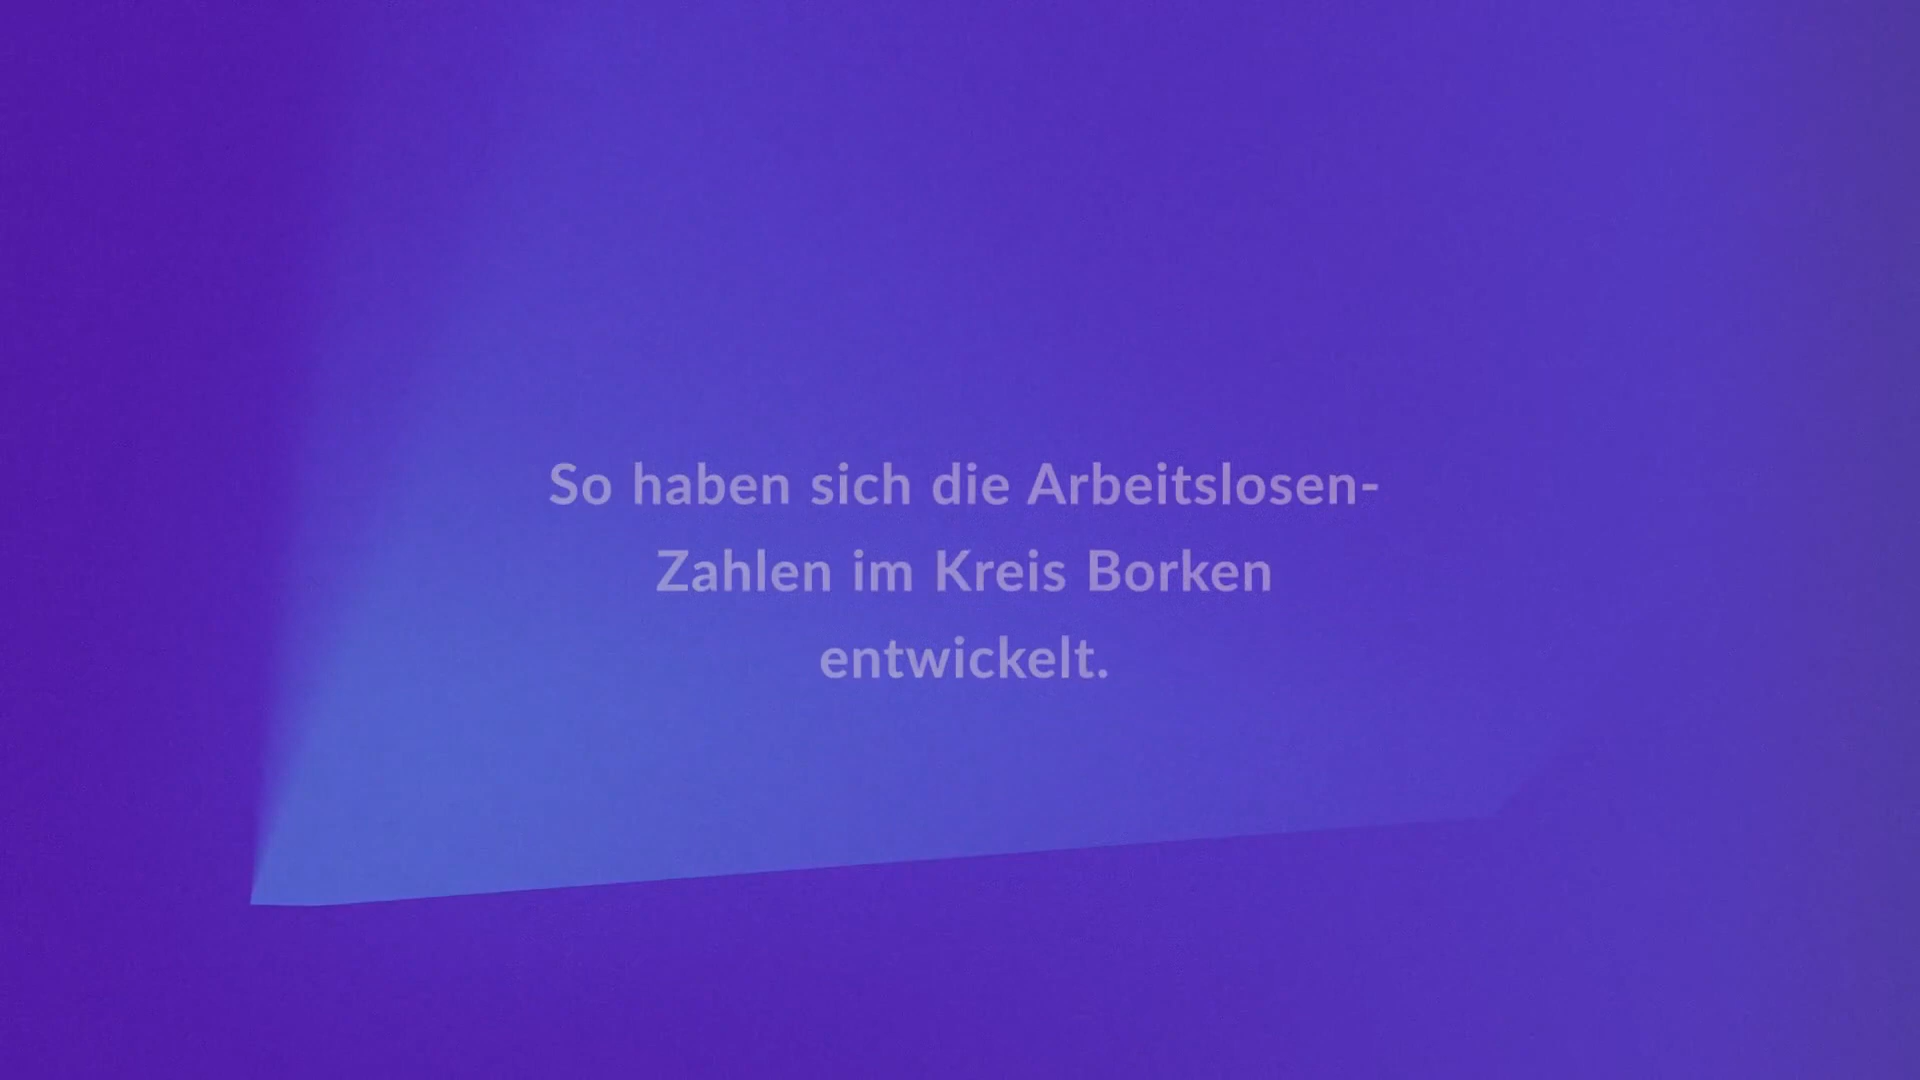 So haben sich die Arbeitslosen-
Zahlen im Kreis Borken
entwickelt.